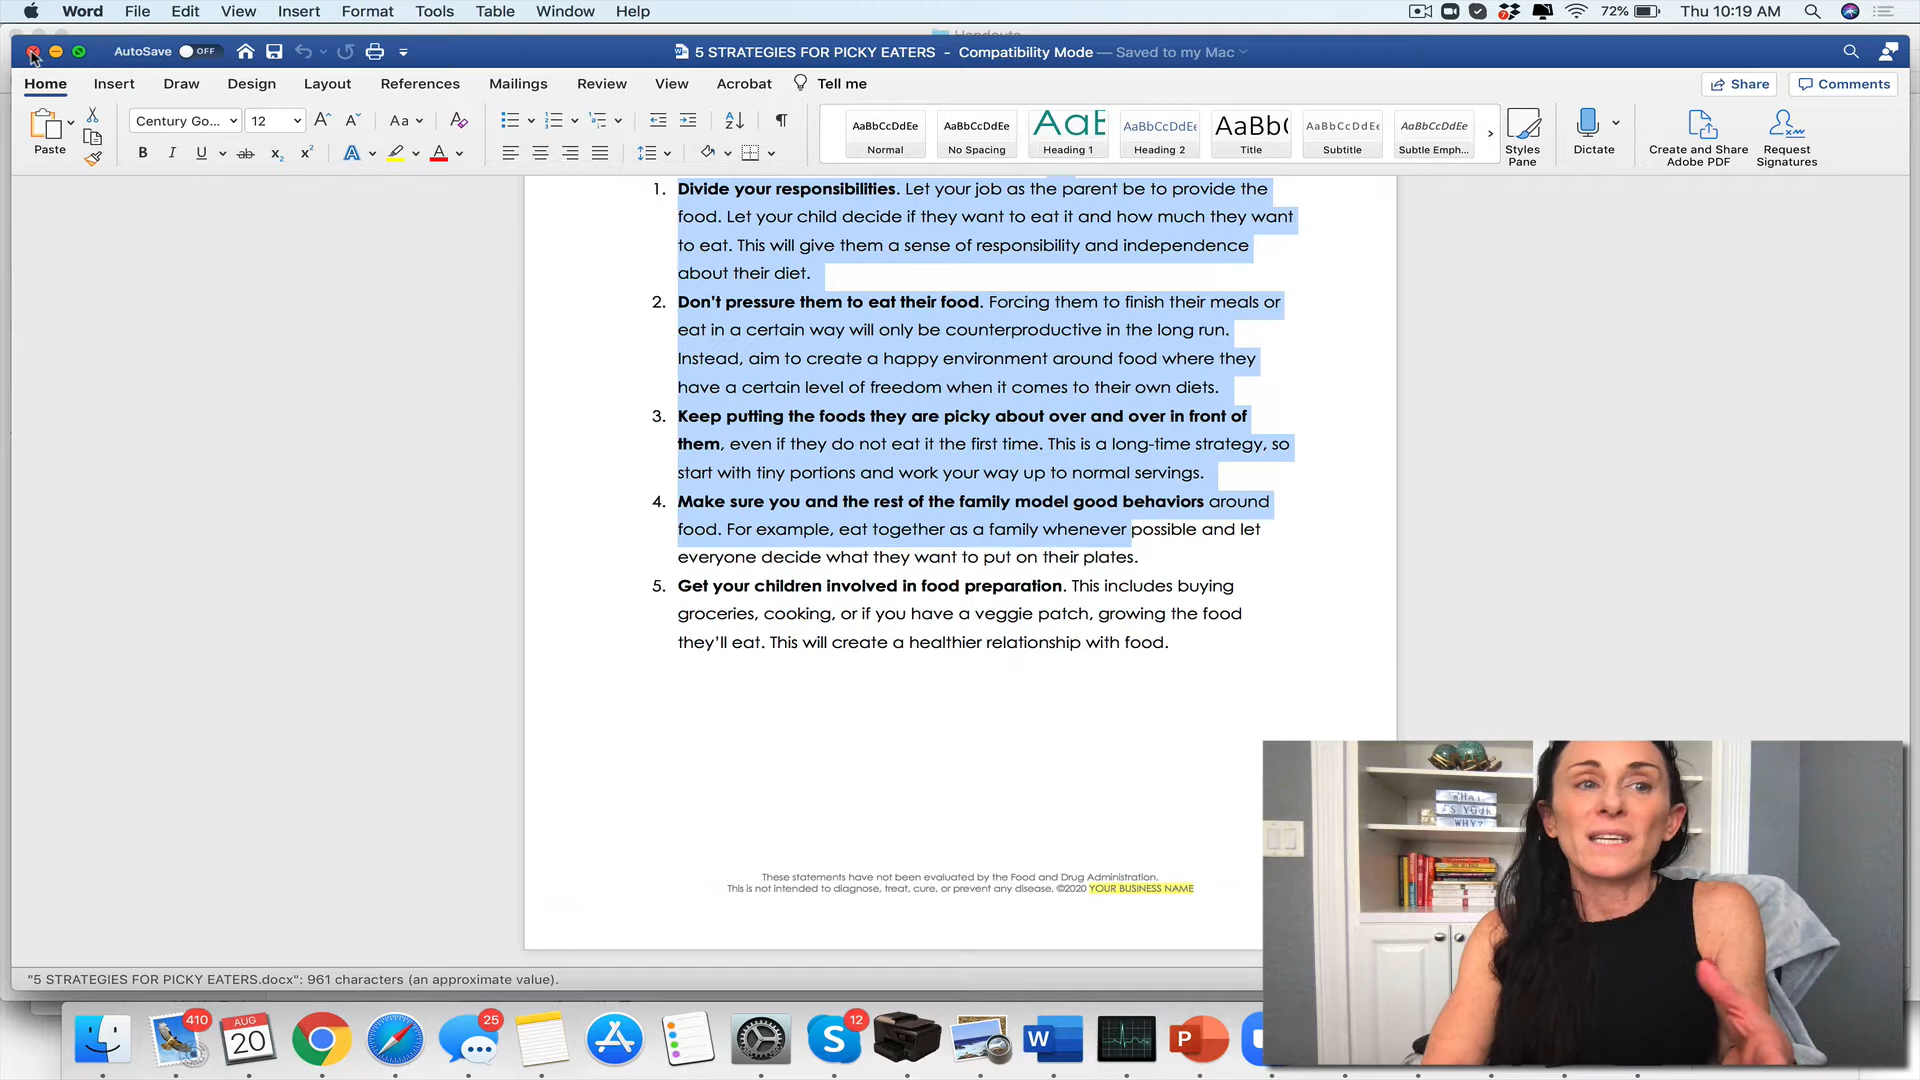 Word File Edit View Insert Format Tools Table Window Help
7 72% Thu 10:19 AM
AutoSave OFF
5 STRATEGIES FOR PICKY EATERS - Compatibility Mode — Saved to my Mac
Home Insert Draw Design Layout References Mailings Review View Acrobat Tell me
Share Comments
Paste
Century Go... 12
AaBbCcDdEe Normal
AaBbCcDdEe No Spacing
Heading 1
AaBbCcDdEe Heading 2
Title
AaBbCcDdEe Subtitle
AaBbCcDdEe Subtle Emph...
Styles Pane
Dictate
Create and Share Adobe PDF
Request Signatures
1. Divide your responsibilities. Let your job as the parent be to provide the
food. Let your child decide if they want to eat it and how much they want
to eat. This will give them a sense of responsibility and independence
about their diet.
2. Don't pressure them to eat their food. Forcing them to finish their meals or
eat in a certain way will only be counterproductive in the long run.
Instead, aim to create a happy environment around food where they
have a certain level of freedom when it comes to their own diets.
3. Keep putting the foods they are picky about over and over in front of
them, even if they do not eat it the first time. This is a long-time strategy, so
start with tiny portions and work your way up to normal servings.
4. Make sure you and the rest of the family model good behaviors around
food. For example, eat together as a family whenever possible and let
everyone decide what they want to put on their plates.
5. Get your children involved in food preparation. This includes buying
groceries, cooking, or if you have a veggie patch, growing the food
they'll eat. This will create a healthier relationship with food.
These statements have not been evaluated by the Food and Drug Administration.
This is not intended to diagnose, treat, cure, or prevent any disease. ©2020 YOUR BUSINESS NAME
WHAT
IS YOUR
WHY?
"5 STRATEGIES FOR PICKY EATERS.docx": 961 characters (an approximate value).
410
AUG
20
25
12